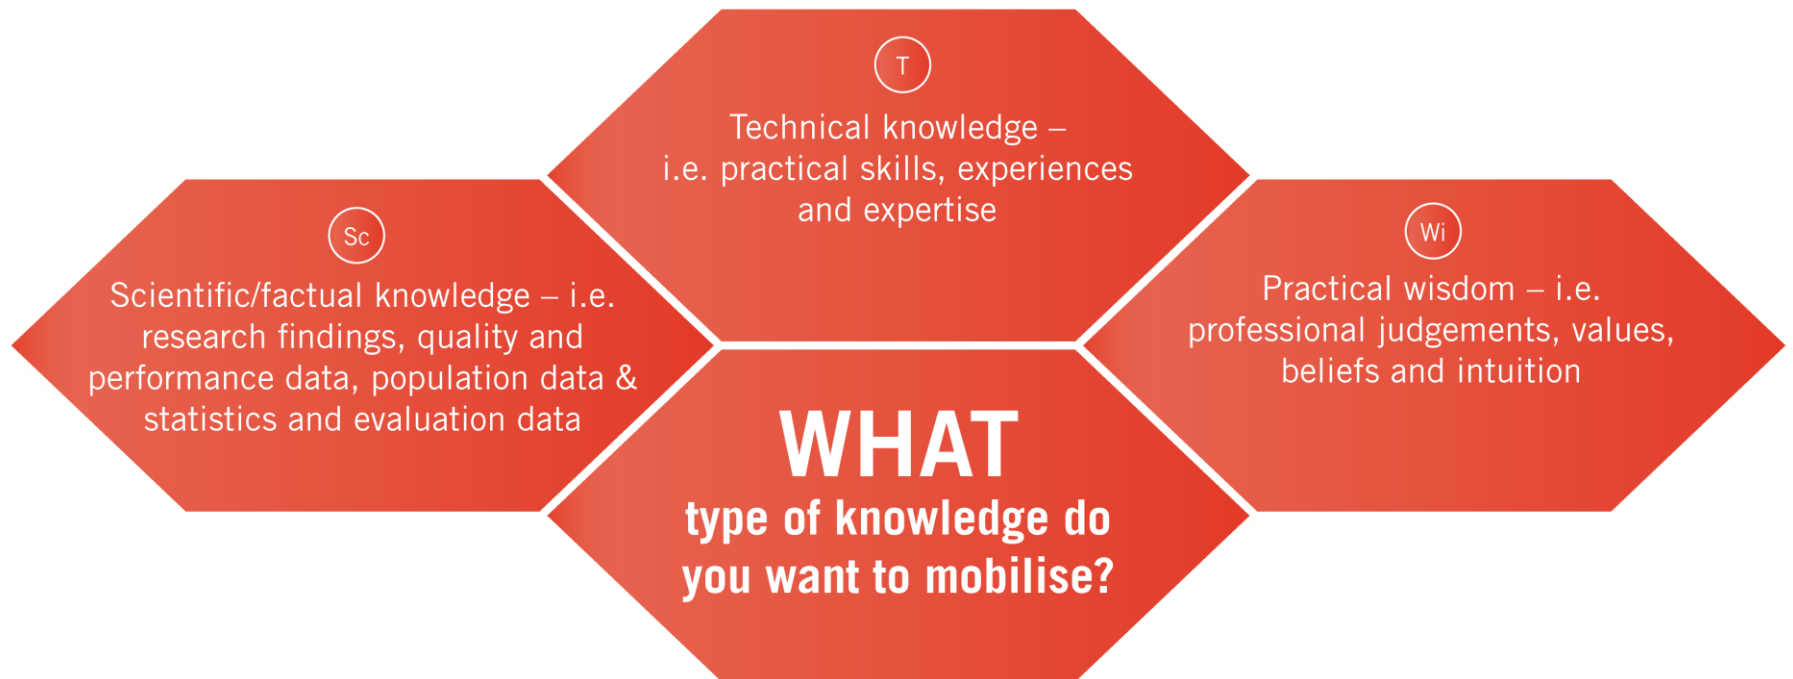 T
Technical knowledge –
i.e. practical skills, experiences
and expertise
Sc
Scientific/factual knowledge – i.e.
research findings, quality and
performance data, population data &
statistics and evaluation data
Wi
Practical wisdom – i.e.
professional judgements, values,
beliefs and intuition
WHAT
type of knowledge do
you want to mobilise?